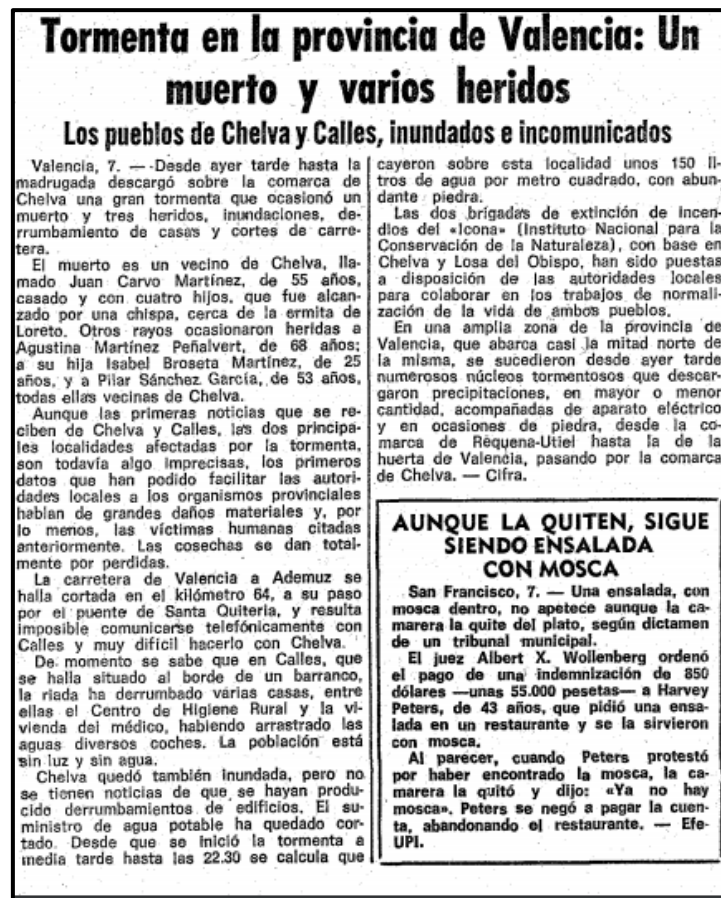 Tormenta en la provincia de Valencia: Un
muerto y varios heridos
Los pueblos de Chelva y Calles, inundados e incomunicados
Valencia, 7. — Desde ayer tarde hasta la
madrugada descargó sobre la comarca de
Chelva una gran tormenta que ocasionó un
muerto y tres heridos, inundaciones, de-
rrumbamiento de casas y cortes de carre-
tera.
El muerto es un vecino de Chelva, lla-
mado Juan Carvo Martínez, de 55 años,
casado y con cuatro hijos, que fue alcan-
zado por una chispa, cerca de la ermita de
Loreto. Otros rayos ocasionaron heridas a
Agustina Martínez Peñalvert, de 68 años;
a su hija Isabel Broseta Martínez, de 25
años, y a Pilar Sánchez García, de 53 años,
todas ellas vecinas de Chelva.
Aunque las primeras noticias que se re-
ciben de Chelva y Calles, las dos principa-
les localidades afectadas por la tormenta,
son todavía algo imprecisas, los primeros
datos que han podido facilitar las autori-
dades locales a los organismos provinciales
hablan de grandes daños materiales y, por
lo menos, las víctimas humanas citadas
anteriormente. Las cosechas se dan total-
mente por perdidas.
La carretera de Valencia a Ademuz se
halla cortada en el kilómetro 64, a su paso
por el puente de Santa Quiteria, y resulta
imposible comunicarse telefónicamente con
Calles y muy difícil hacerlo con Chelva.
De momento se sabe que en Calles, que
se halla situado al borde de un barranco,
la riada ha derrumbado várias casas, entre
ellas el Centro de Higiene Rural y la vi-
vienda del médico, habiendo arrastrado las
aguas diversos coches. La población está
sin luz y sin agua.
Chelva quedó también inundada, pero no
se tienen noticias de que se hayan produ-
cido derrumbamientos de edificios. El su-
ministro de agua potable ha quedado cor-
tado. Desde que se inició la tormenta a
media tarde hasta las 22.30 se calcula que
cayeron sobre esta localidad unos 150 li-
tros de agua por metro cuadrado, con abun-
dante piedra.
Las dos brigadas de extinción de incen-
dios del «Icona» (Instituto Nacional para la
Conservación de la Naturaleza), con base en
Chelva y Losa del Obispo, han sido puestas
a disposición de las autoridades locales
para colaborar en los trabajos de normali-
zación de la vida de ambos pueblos.
En una amplia zona de la provincia de
Valencia, que abarca casi la mitad norte de
la misma, se sucedieron desde ayer tarde
numerosos núcleos tormentosos que descar-
garon precipitaciones, en mayor o menor
cantidad, acompañadas de aparato eléctrico
y en ocasiones de piedra, desde la co-
marca de Requena-Utiel hasta la de la
huerta de Valencia, pasando por la comarca
de Chelva. — Cifra.
AUNQUE LA QUITEN, SIGUE
SIENDO ENSALADA
CON MOSCA
San Francisco, 7. — Una ensalada, con
mosca dentro, no apetece aunque la ca-
marera la quite del plato, según dictamen
de un tribunal municipal.
El juez Albert X. Wollenberg ordenó
el pago de una indemnización de 850
dólares —unas 55.000 pesetas— a Harvey
Peters, de 43 años, que pidió una ensa-
lada en un restaurante y se la sirvieron
con mosca.
Al parecer, cuando Peters protestó
por haber encontrado la mosca, la ca-
marera la quitó y dijo: «Ya no hay
mosca». Peters se negó a pagar la cuen-
ta, abandonando el restaurante. — Efe-
UPI.